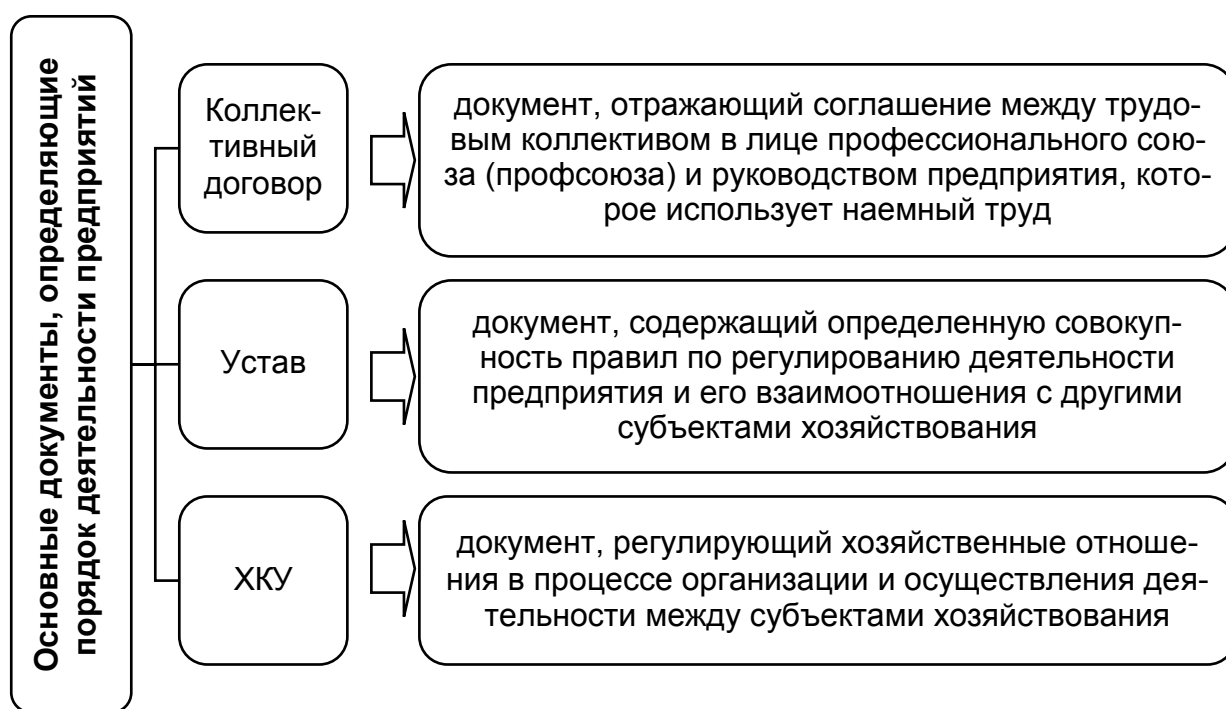 Основные документы, определяющие
порядок деятельности предприятий
Коллек-
тивный
договор
документ, отражающий соглашение между трудо-
вым коллективом в лице профессионального сою-
за (профсоюза) и руководством предприятия, кото-
рое использует наемный труд
Устав
документ, содержащий определенную совокуп-
ность правил по регулированию деятельности
предприятия и его взаимоотношения с другими
субъектами хозяйствования
ХКУ
документ, регулирующий хозяйственные отноше-
ния в процессе организации и осуществления дея-
тельности между субъектами хозяйствования